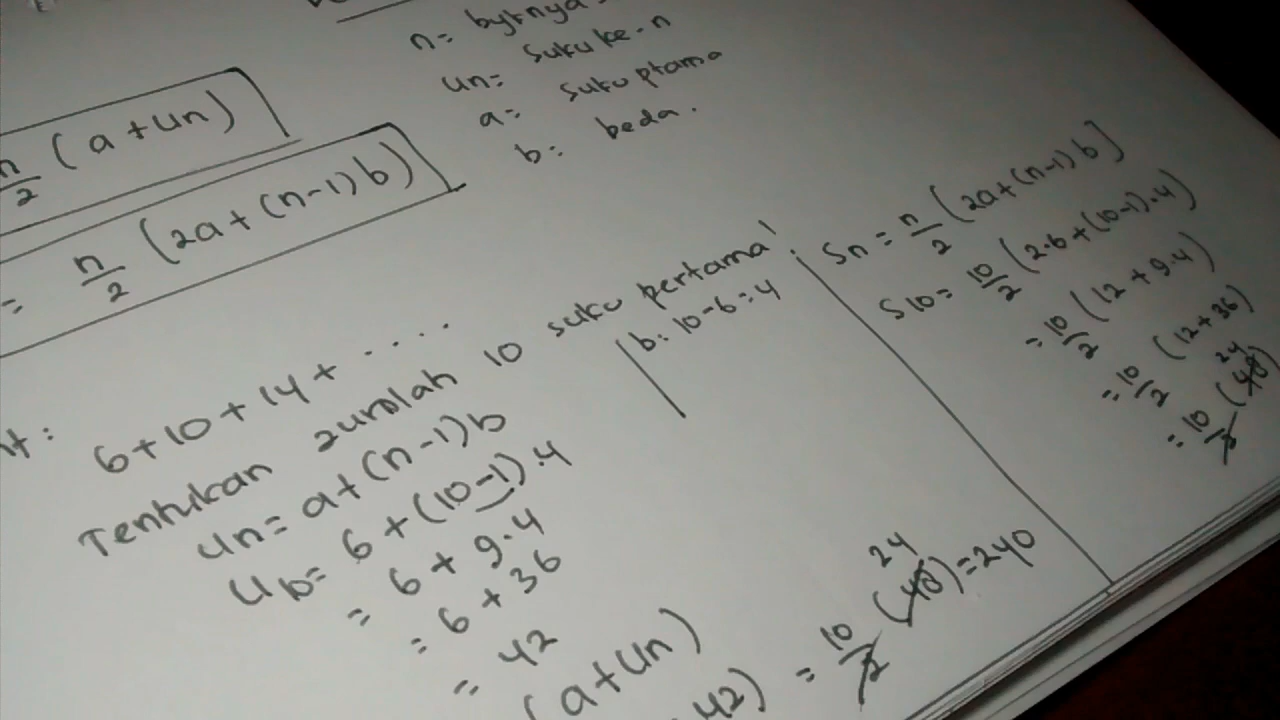 n= byknya
un= suku ke-n
a= suku ptama
b: beda.
n/2 (a+un)
= n/2 (2a+(n-1)b)
6+10+14+....
Tentukan jumlah 10 suku pertama!
b: 10-6=4
un= a+(n-1)b
U10= 6+(10-1).4
= 6+9.4
= 6+36
= 42
(a+un)
42) = 10/2 (48) 24 =240
Sn = n/2 (2a+(n-1)b]
S10= 10/2 (2.6+(10-1).4)
= 10/2 (12+9.4)
= 10/2 (12+36)
= 10/2 (48) 24